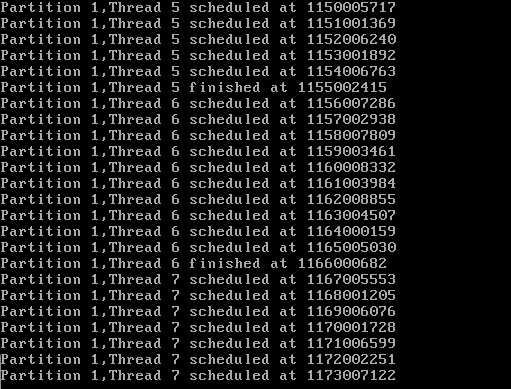 Partition 1,Thread 5 scheduled at 1150005717
Partition 1,Thread 5 scheduled at 1151001369
Partition 1,Thread 5 scheduled at 1152006240
Partition 1,Thread 5 scheduled at 1153001892
Partition 1,Thread 5 scheduled at 1154006763
Partition 1,Thread 5 finished at 1155002415
Partition 1,Thread 6 scheduled at 1156007286
Partition 1,Thread 6 scheduled at 1157002938
Partition 1,Thread 6 scheduled at 1158007809
Partition 1,Thread 6 scheduled at 1159003461
Partition 1,Thread 6 scheduled at 1160008332
Partition 1,Thread 6 scheduled at 1161003984
Partition 1,Thread 6 scheduled at 1162008855
Partition 1,Thread 6 scheduled at 1163004507
Partition 1,Thread 6 scheduled at 1164000159
Partition 1,Thread 6 scheduled at 1165005030
Partition 1,Thread 6 finished at 1166000682
Partition 1,Thread 7 scheduled at 1167005553
Partition 1,Thread 7 scheduled at 1168001205
Partition 1,Thread 7 scheduled at 1169006076
Partition 1,Thread 7 scheduled at 1170001728
Partition 1,Thread 7 scheduled at 1171006599
Partition 1,Thread 7 scheduled at 1172002251
Partition 1,Thread 7 scheduled at 1173007122